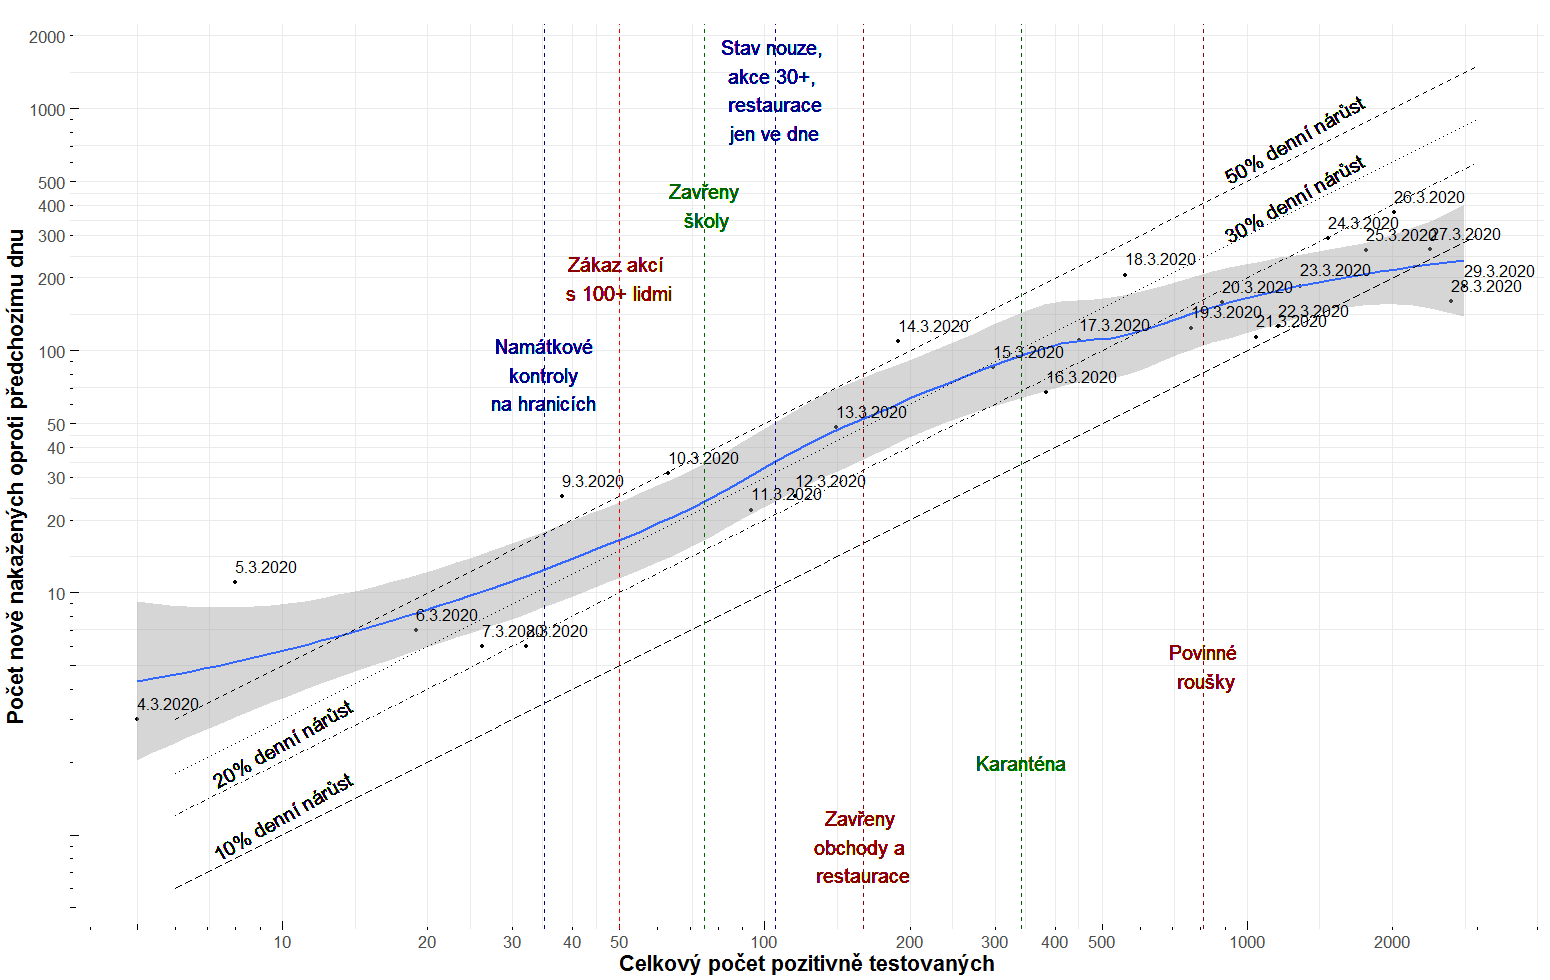 2000
1000
500
400
300
200
100
50
40
30
20
10
Počet nově nakažených oproti předchozímu dnu
Stav nouze,
akce 30+,
restaurace
jen ve dne
Zavřeny
školy
Zákaz akcí
s 100+ lidmi
Namátkové
kontroly
na hranicích
50% denní nárůst
30% denní nárůst
20% denní nárůst
10% denní nárůst
4.3.2020
5.3.2020
6.3.2020
7.3.2020
8.3.2020
9.3.2020
10.3.2020
11.3.2020
12.3.2020
13.3.2020
14.3.2020
15.3.2020
16.3.2020
17.3.2020
18.3.2020
19.3.2020
20.3.2020
21.3.2020
22.3.2020
23.3.2020
24.3.2020
25.3.2020
26.3.2020
27.3.2020
28.3.2020
29.3.2020
Povinné
roušky
Karanténa
Zavřeny
obchody a
restaurace
10
20
30
40
50
100
200
300
400
500
1000
2000
Celkový počet pozitivně testovaných